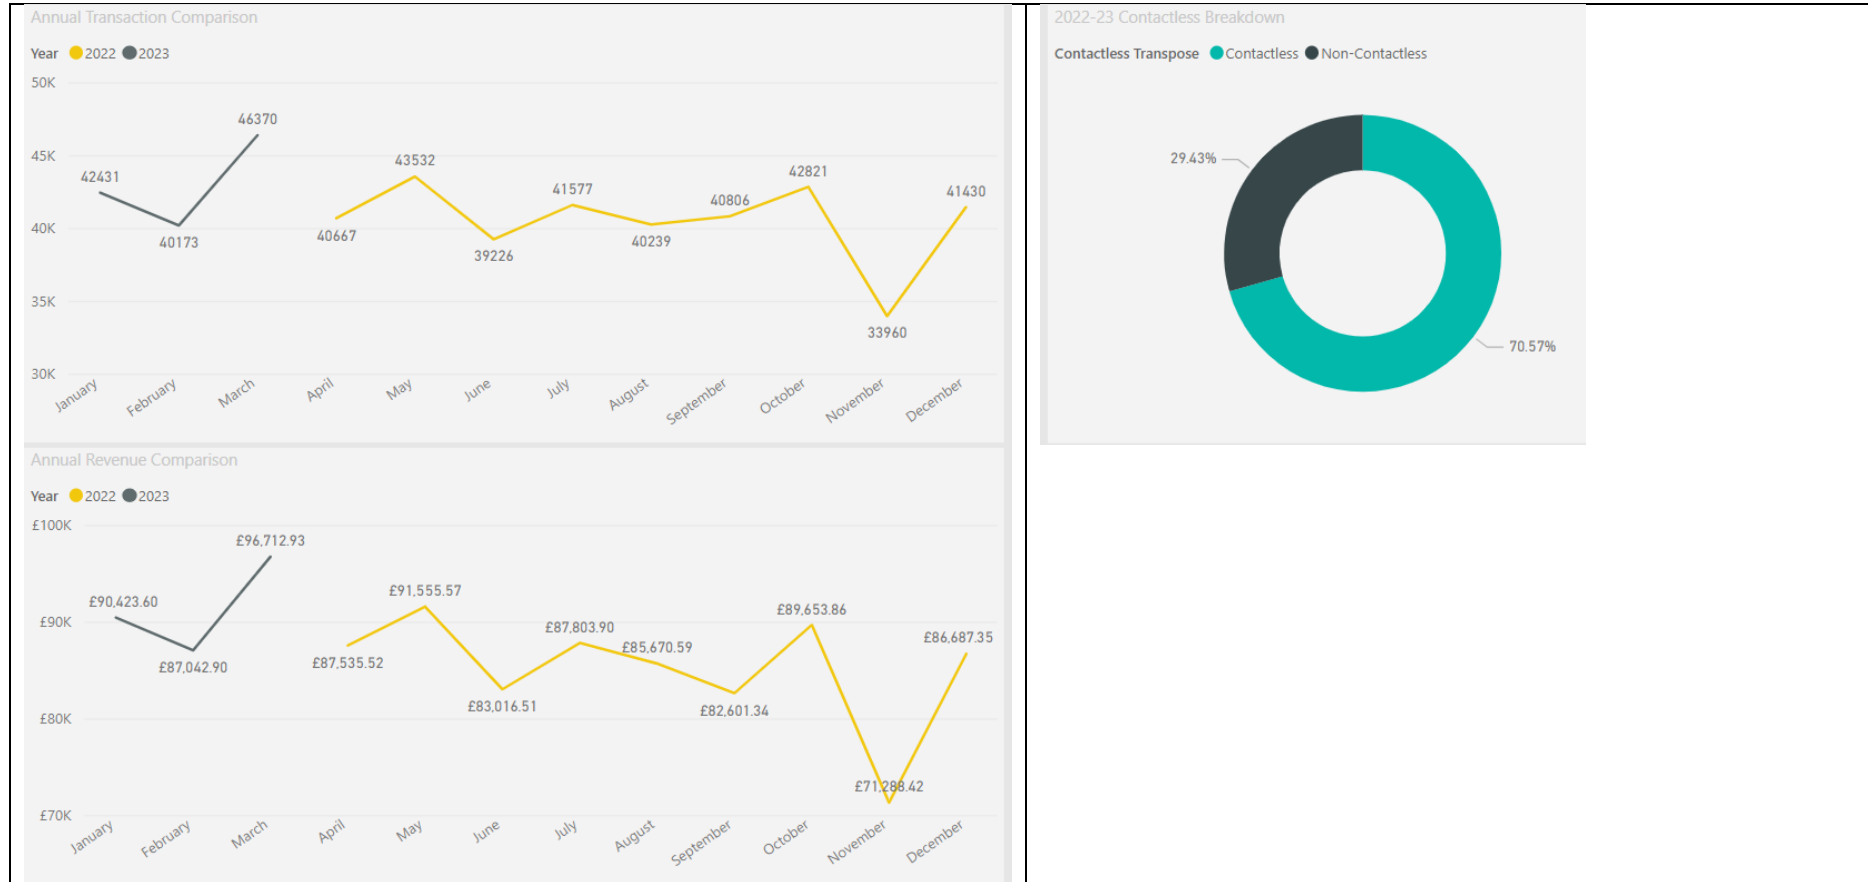 Annual Transaction Comparison
Year 2022 2023
50K
45K
40K
35K
30K
42431
40173
46370
40667
43532
39226
41577
40239
40806
42821
33960
41430
January February March April May June July August September October November December
Annual Revenue Comparison
Year 2022 2023
£100K
£90K
£80K
£70K
£90,423.60
£87,042.90
£96,712.93
£87,535.52
£91,555.57
£83,016.51
£87,803.90
£85,670.59
£82,601.34
£89,653.86
£71,288.42
£86,687.35
January February March April May June July August September October November December
2022-23 Contactless Breakdown
Contactless Transpose Contactless Non-Contactless
29.43%
70.57%